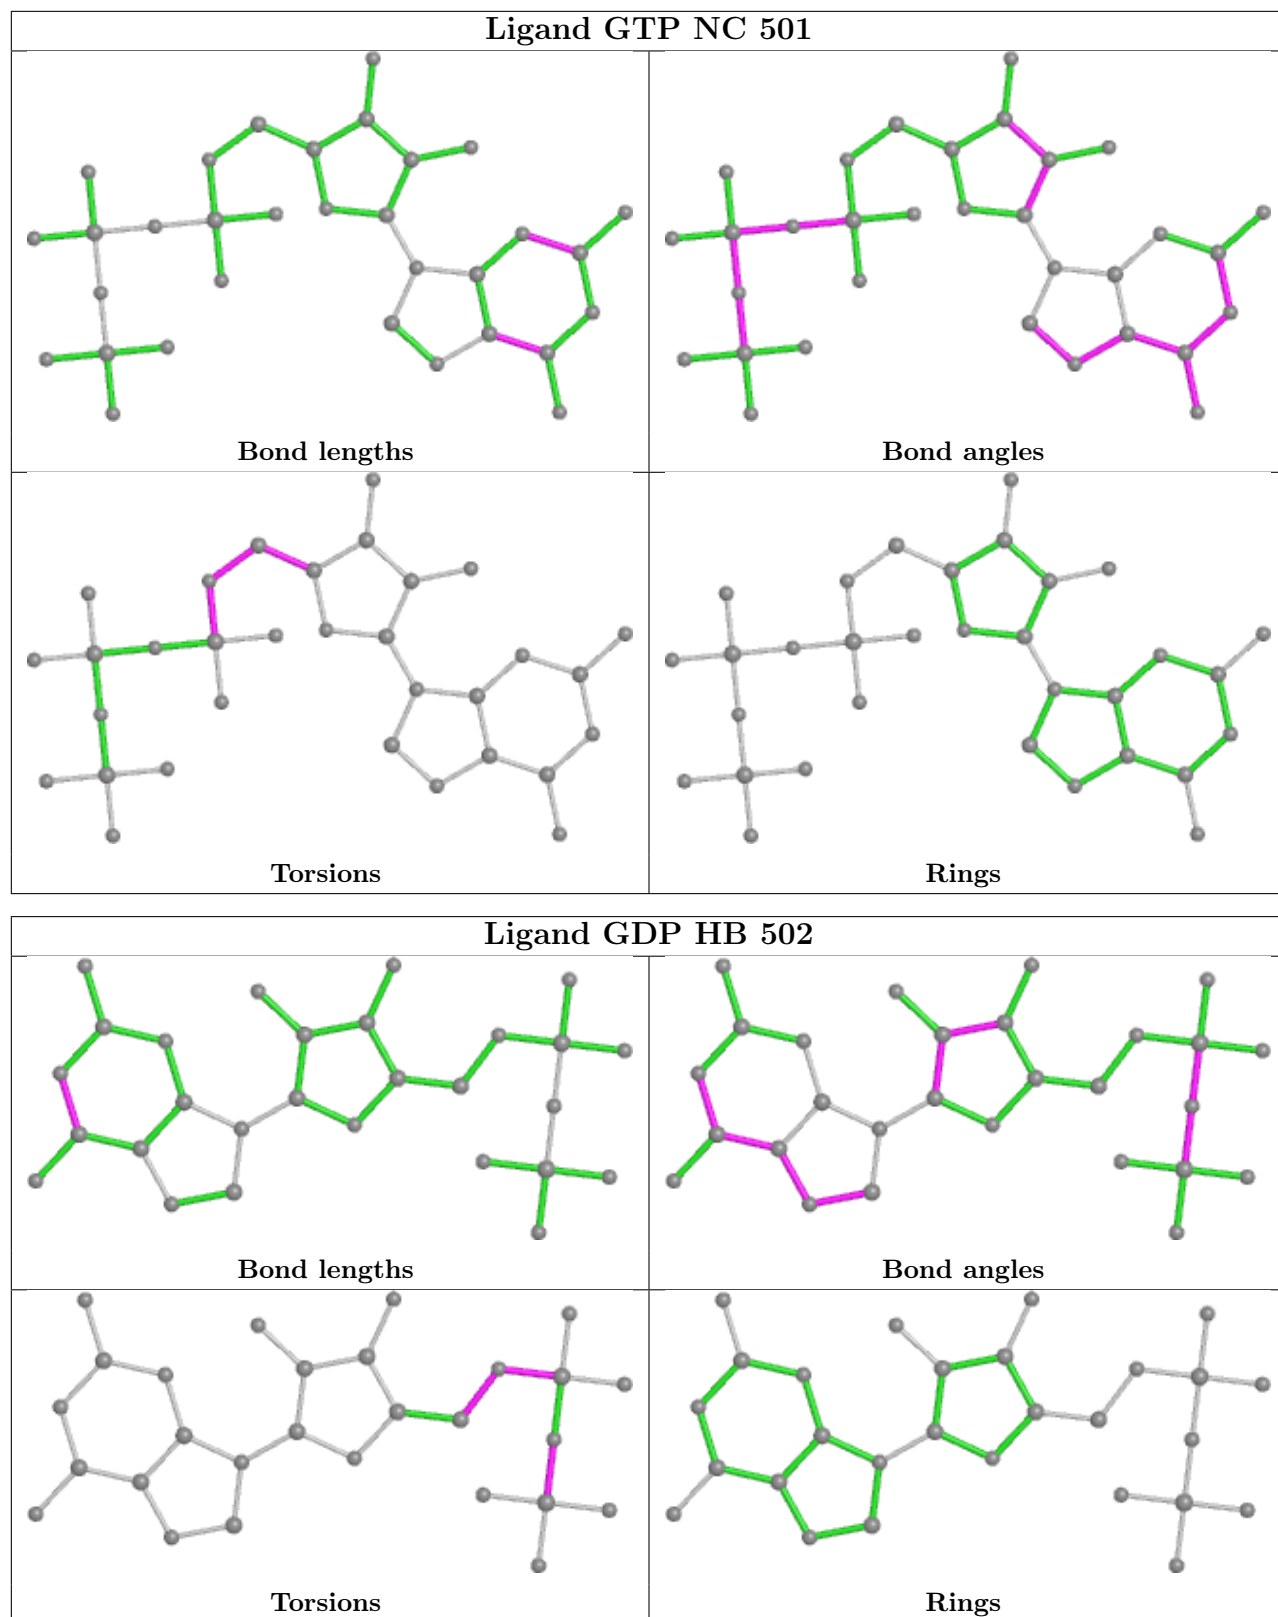 Ligand GTP NC 501
Bond lengths
Bond angles
Torsions
Rings
Ligand GDP HB 502
Bond lengths
Bond angles
Torsions
Rings